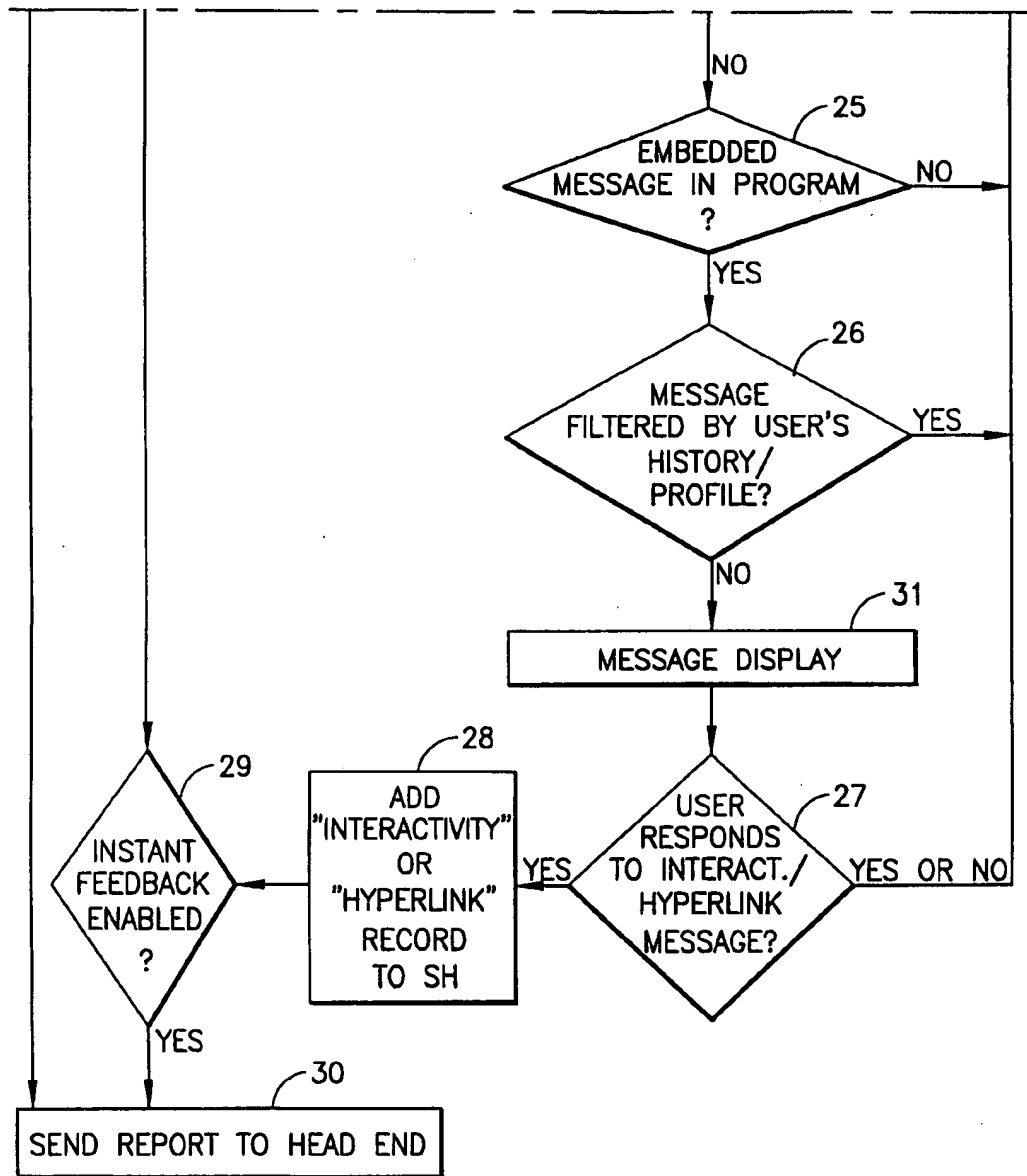 NO
25
EMBEDDED
MESSAGE IN PROGRAM
?
NO
YES
26
MESSAGE
FILTERED BY USER'S
HISTORY/
PROFILE?
YES
NO
31
MESSAGE DISPLAY
27
USER
RESPONDS
TO INTERACT./
HYPERLINK
MESSAGE?
YES OR NO
YES
28
ADD
"INTERACTIVITY"
OR
"HYPERLINK"
RECORD
TO SH
29
INSTANT
FEEDBACK
ENABLED
?
YES
30
SEND REPORT TO HEAD END